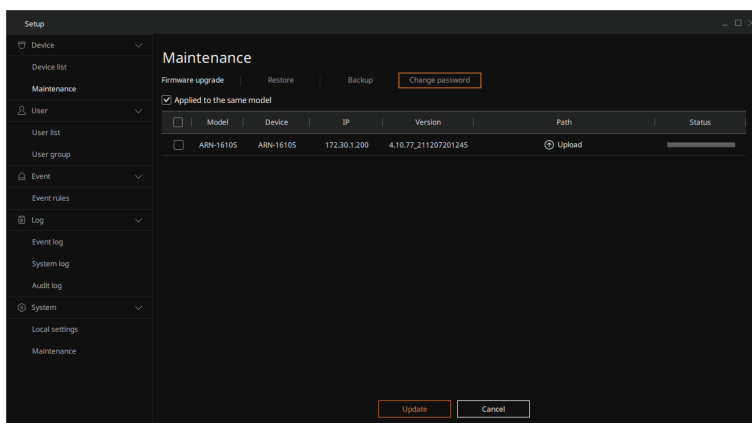 Setup
Device
Device list
Maintenance
User
User list
User group
Event
Event rules
Log
Event log
System log
Audit log
System
Local settings
Maintenance
Maintenance
Firmware upgrade Restore Backup Change password
Applied to the same model
Model Device IP Version Path Status
ARN-1610S ARN-1610S 172.30.1.200 4.10.77_211207201245 Upload
Update Cancel